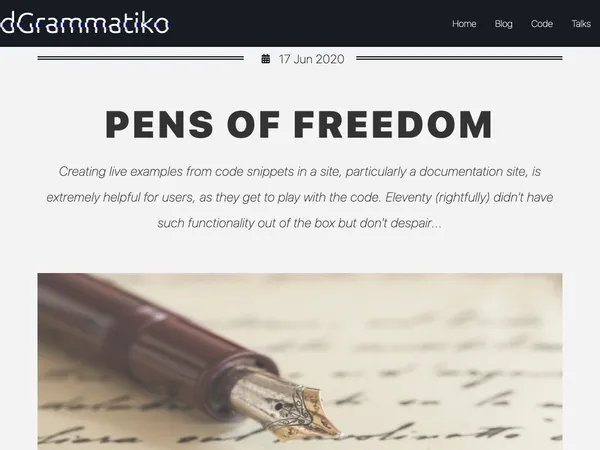 dGrammatiko
Home Blog Code Talks
17 Jun 2020
PENS OF FREEDOM
Creating live examples from code snippets in a site, particularly a documentation site, is
extremely helpful for users, as they get to play with the code. Eleventy (rightfully) didn't have
such functionality out of the box but don't despair...